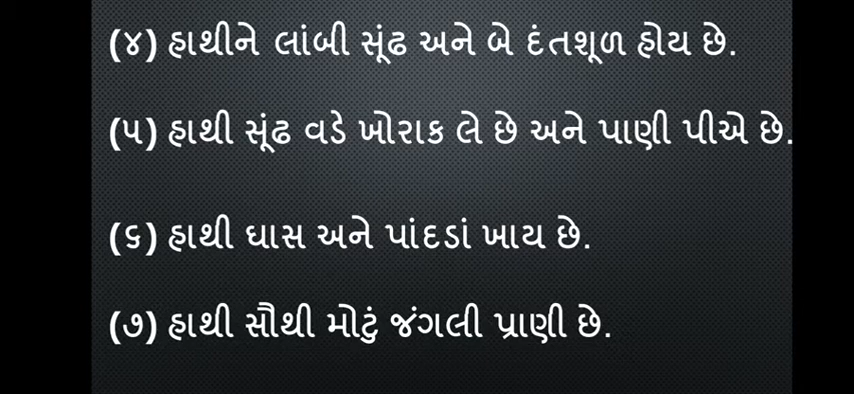 (૪) હાથીને લાંબી સૂંઢ અને બે દંતશૂળ હોય છે.
(૫) હાથી સૂંઢ વડે ખોરાક લે છે અને પાણી પીએ છે.
(૬) હાથી ઘાસ અને પાંદડાં ખાય છે.
(૭) હાથી સૌથી મોટું જંગલી પ્રાણી છે.